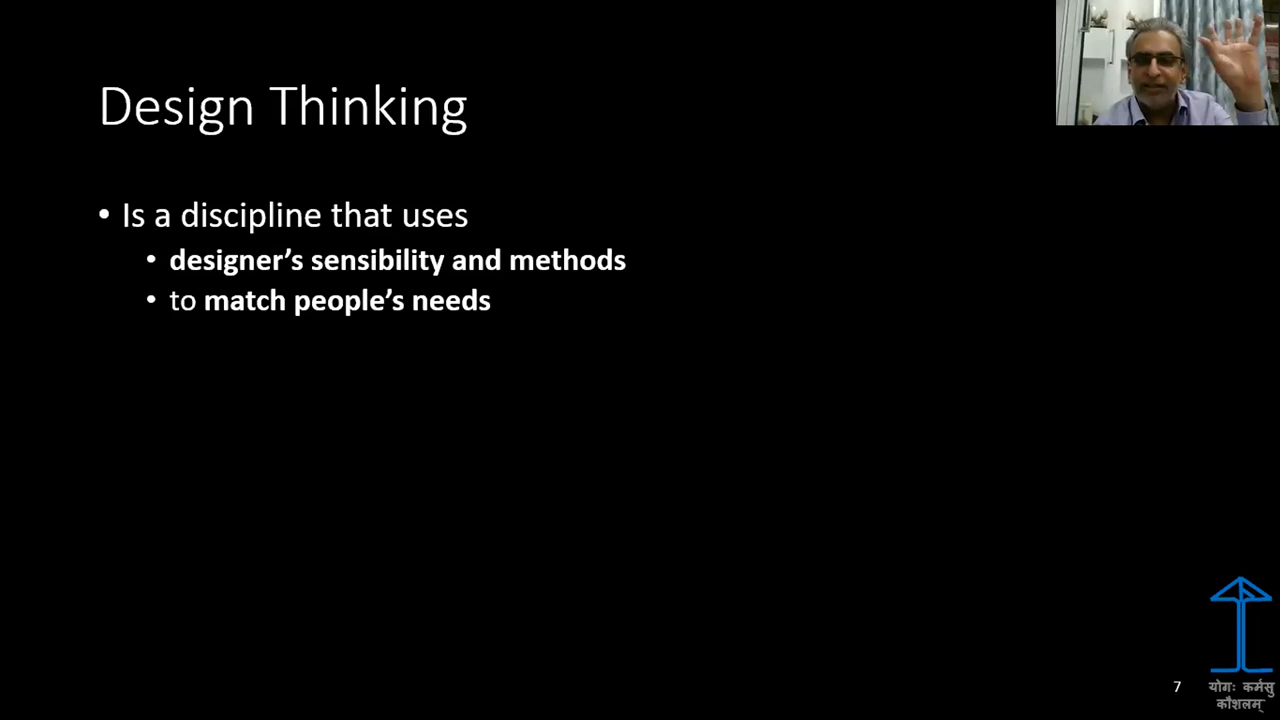 Design Thinking
• Is a discipline that uses
• designer’s sensibility and methods
• to match people’s needs
7
योगः कर्मसु
कौशलम्